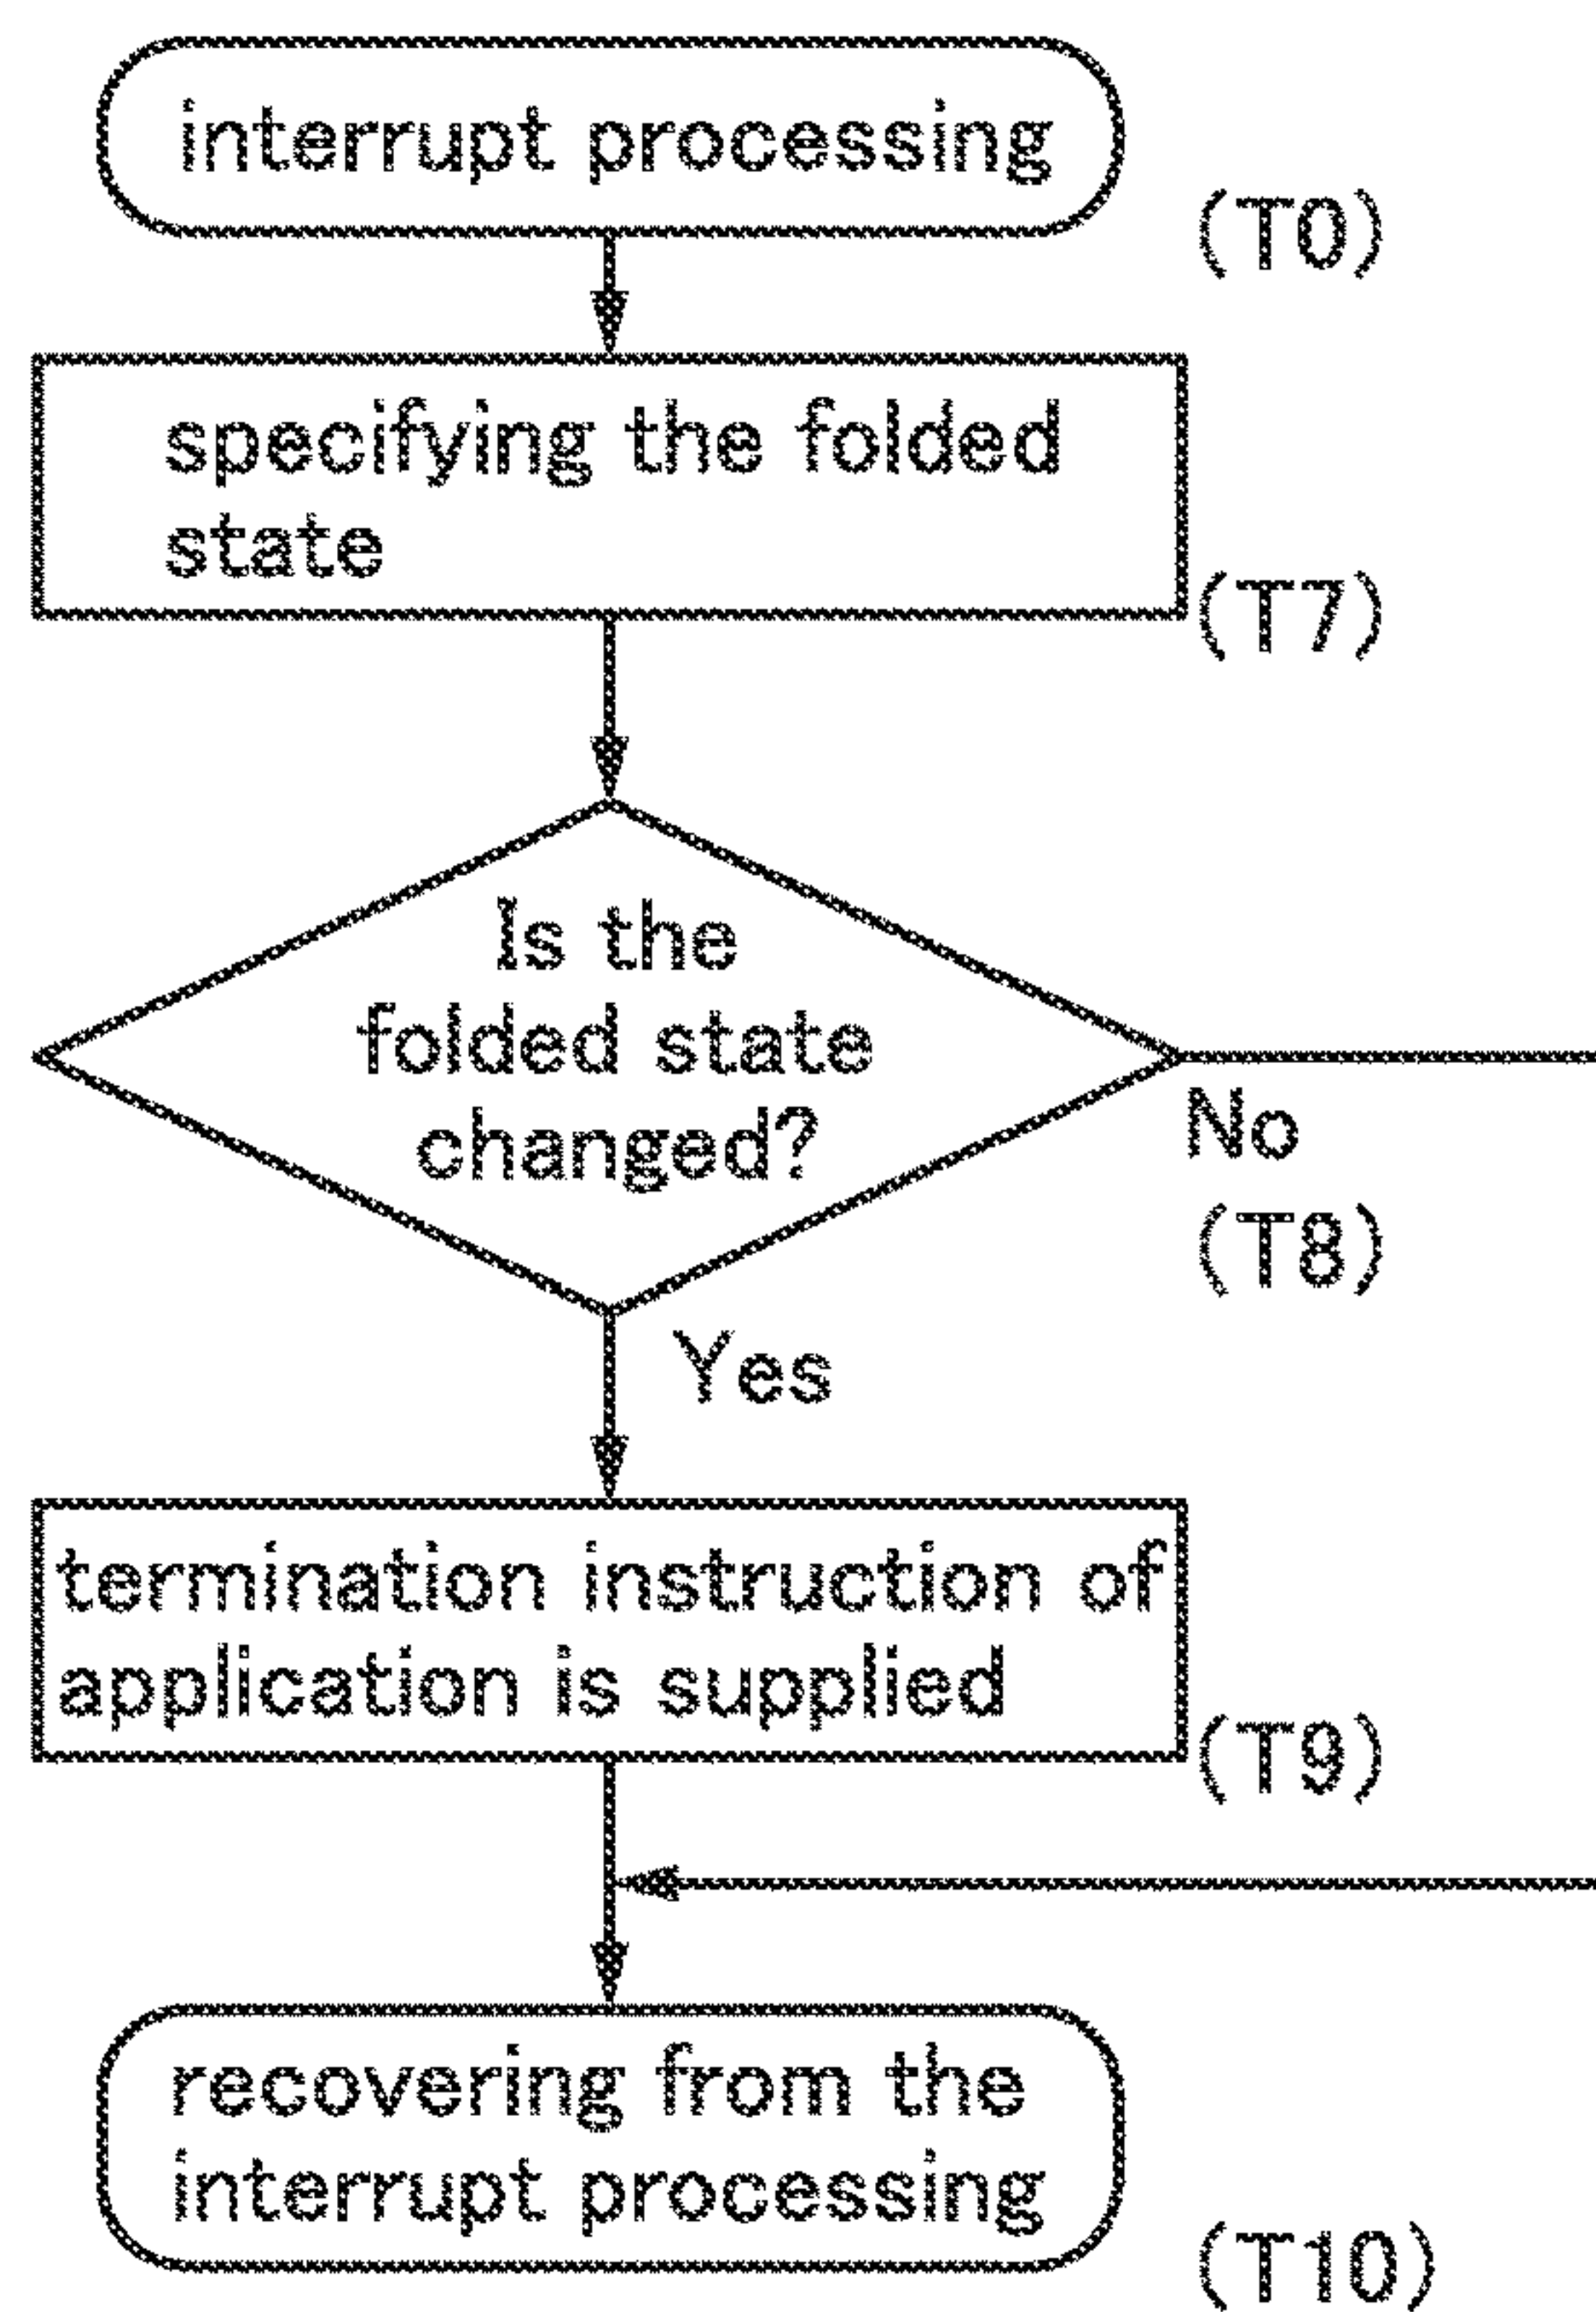 interrupt processing
(T0)
specifying the folded
state
(T7)
Is the
folded state
changed?
No
(T8)
Yes
termination instruction of
application is supplied
(T9)
recovering from the
interrupt processing
(T10)